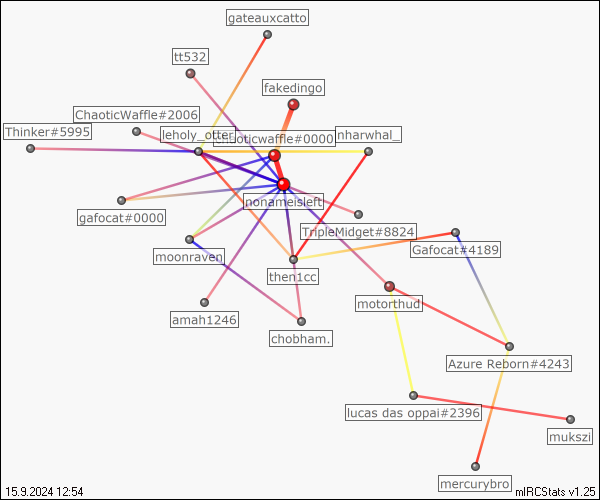 gateauxcatto
tt532
fakedingo
ChaoticWaffle#2006
Thinker#5995
leholy_otter
chaoticwaffle#0000
nharwhal_
nonameisleft
gafocat#0000
TripleMidget#8824
Gafocat#4189
moonraven
then1cc
motorthud
amah1246
chobham.
Azure Reborn#4243
lucas das oppai#2396
mukszi
mercurybro
15.9.2024 12:54
mIRCStats v1.25